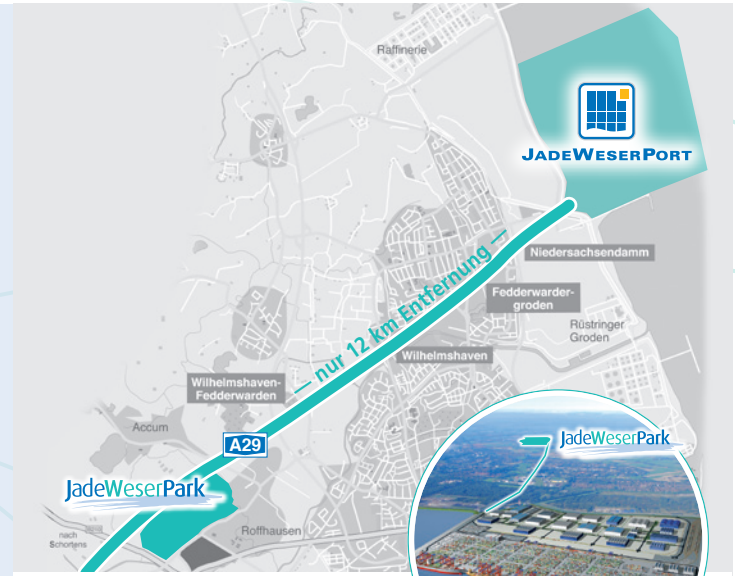 Raffinerie
JADEWESERPORT
Niedersachsendamm
— nur 12 km Entfernung —
Fedderwarder-
groden
Rüstringer
Groden
Wilhelmshaven
Wilhelmshaven-
Fedderwarden
Accum
A29
JadeWeserPark
JadeWeserPark
Roffhausen
nach
Schortens